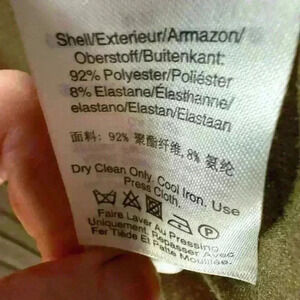 Shell/Exterieur/Armazon/
Oberstoff/Buitenkant:
92% Polyester/Poliéster
8% Elastane/Élasthanne/
elastano/Elastan/Elastaan
面料: 92% 聚酯纤维, 8% 氨纶
Dry Clean Only. Cool Iron. Use
Press Cloth.
Faire Laver Au Pressing
Uniquement. Repasser Avec
Fer Tiède Et Patte Mouillée.